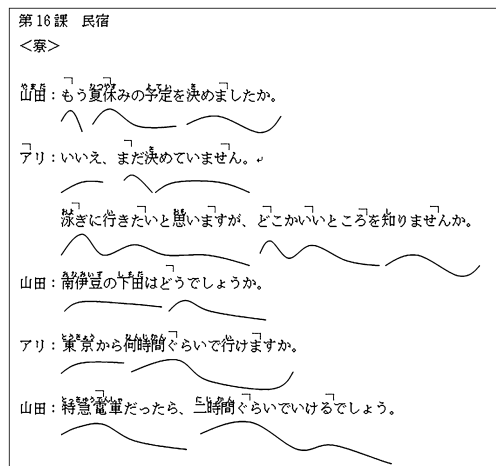 第16課 民宿
<寮>
山田：もう夏休みの予定を決めましたか。
アリ：いいえ、まだ決めていません。
泳ぎに行きたいと思いますが、どこかいいところを知りませんか。
山田：南伊豆の下田はどうでしょうか。
アリ：東京から何時間ぐらいで行けますか。
山田：特急電車だったら、二時間ぐらいでいけるでしょう。